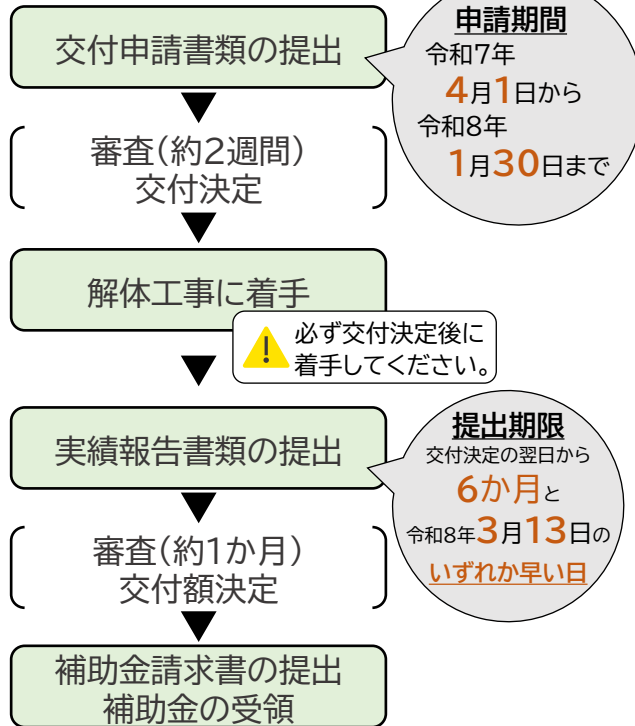 交付申請書類の提出
申請期間
令和7年
4月1日から
令和8年
1月30日まで
審査(約2週間)
交付決定
解体工事に着手
必ず交付決定後に
着手してください。
実績報告書類の提出
提出期限
交付決定の翌日から
6か月と
令和8年3月13日の
いずれか早い日
審査(約1か月)
交付額決定
補助金請求書の提出
補助金の受領